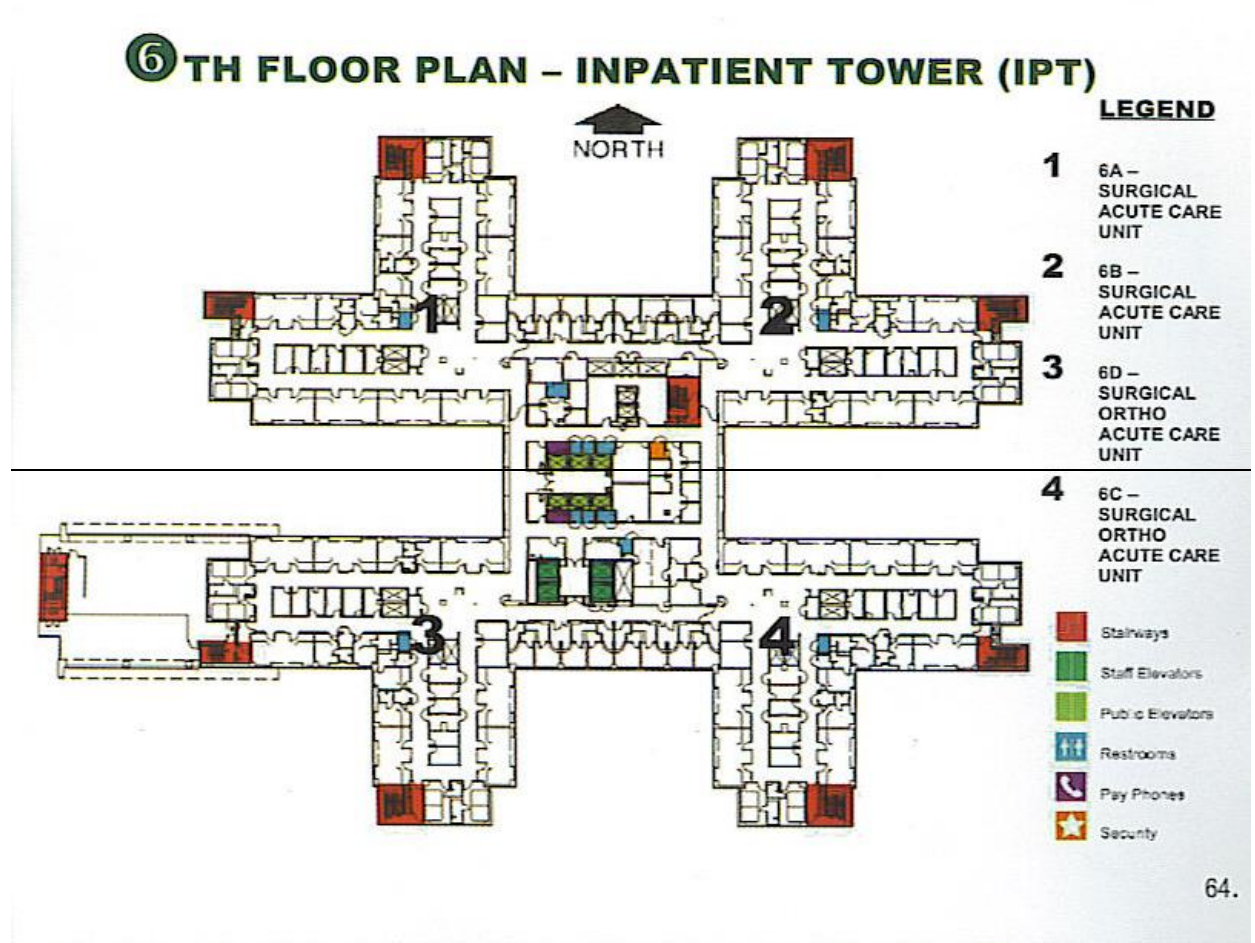 6TH FLOOR PLAN – INPATIENT TOWER (IPT)
NORTH
LEGEND
1 6A –
SURGICAL
ACUTE CARE
UNIT
2 6B –
SURGICAL
ACUTE CARE
UNIT
3 6D –
SURGICAL
ORTHO
ACUTE CARE
UNIT
4 6C –
SURGICAL
ORTHO
ACUTE CARE
UNIT
Stairways
Staff Elevators
Public Elevators
Restrooms
Pay Phones
Security
1
2
3
4
64.